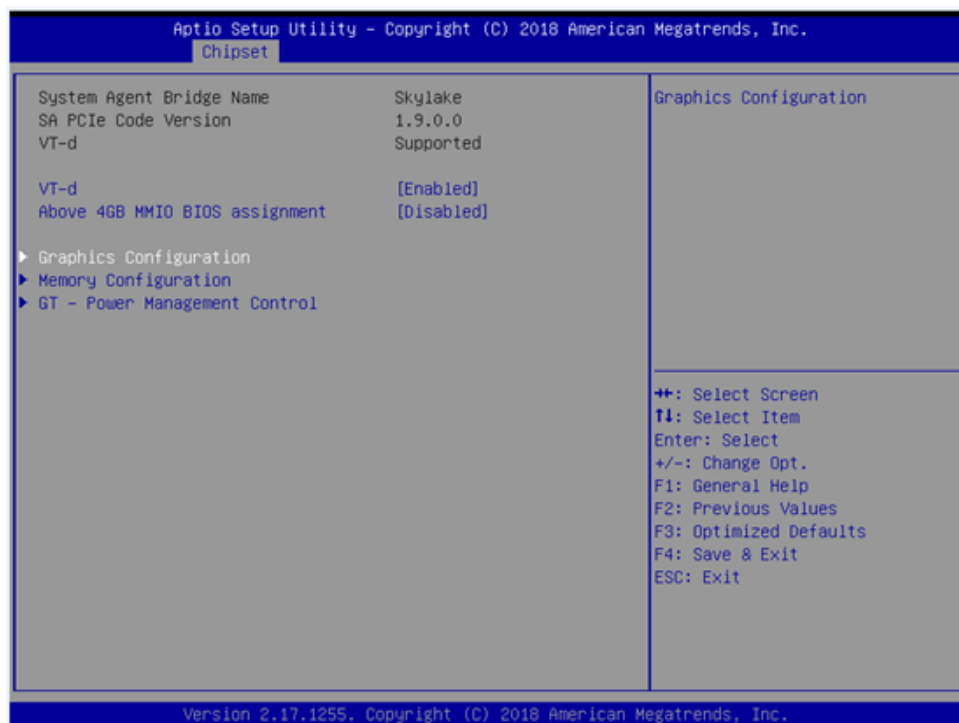 Aptio Setup Utility – Copyright (C) 2018 American Megatrends, Inc.
Chipset
System Agent Bridge Name Skylake
SA PCIe Code Version 1.9.0.0
VT-d Supported
VT-d [Enabled]
Above 4GB MMIO BIOS assignment [Disabled]
▶ Graphics Configuration
▶ Memory Configuration
▶ GT – Power Management Control
Graphics Configuration
→←: Select Screen
↑↓: Select Item
Enter: Select
+/-: Change Opt.
F1: General Help
F2: Previous Values
F3: Optimized Defaults
F4: Save & Exit
ESC: Exit
Version 2.17.1255. Copyright (C) 2018 American Megatrends, Inc.